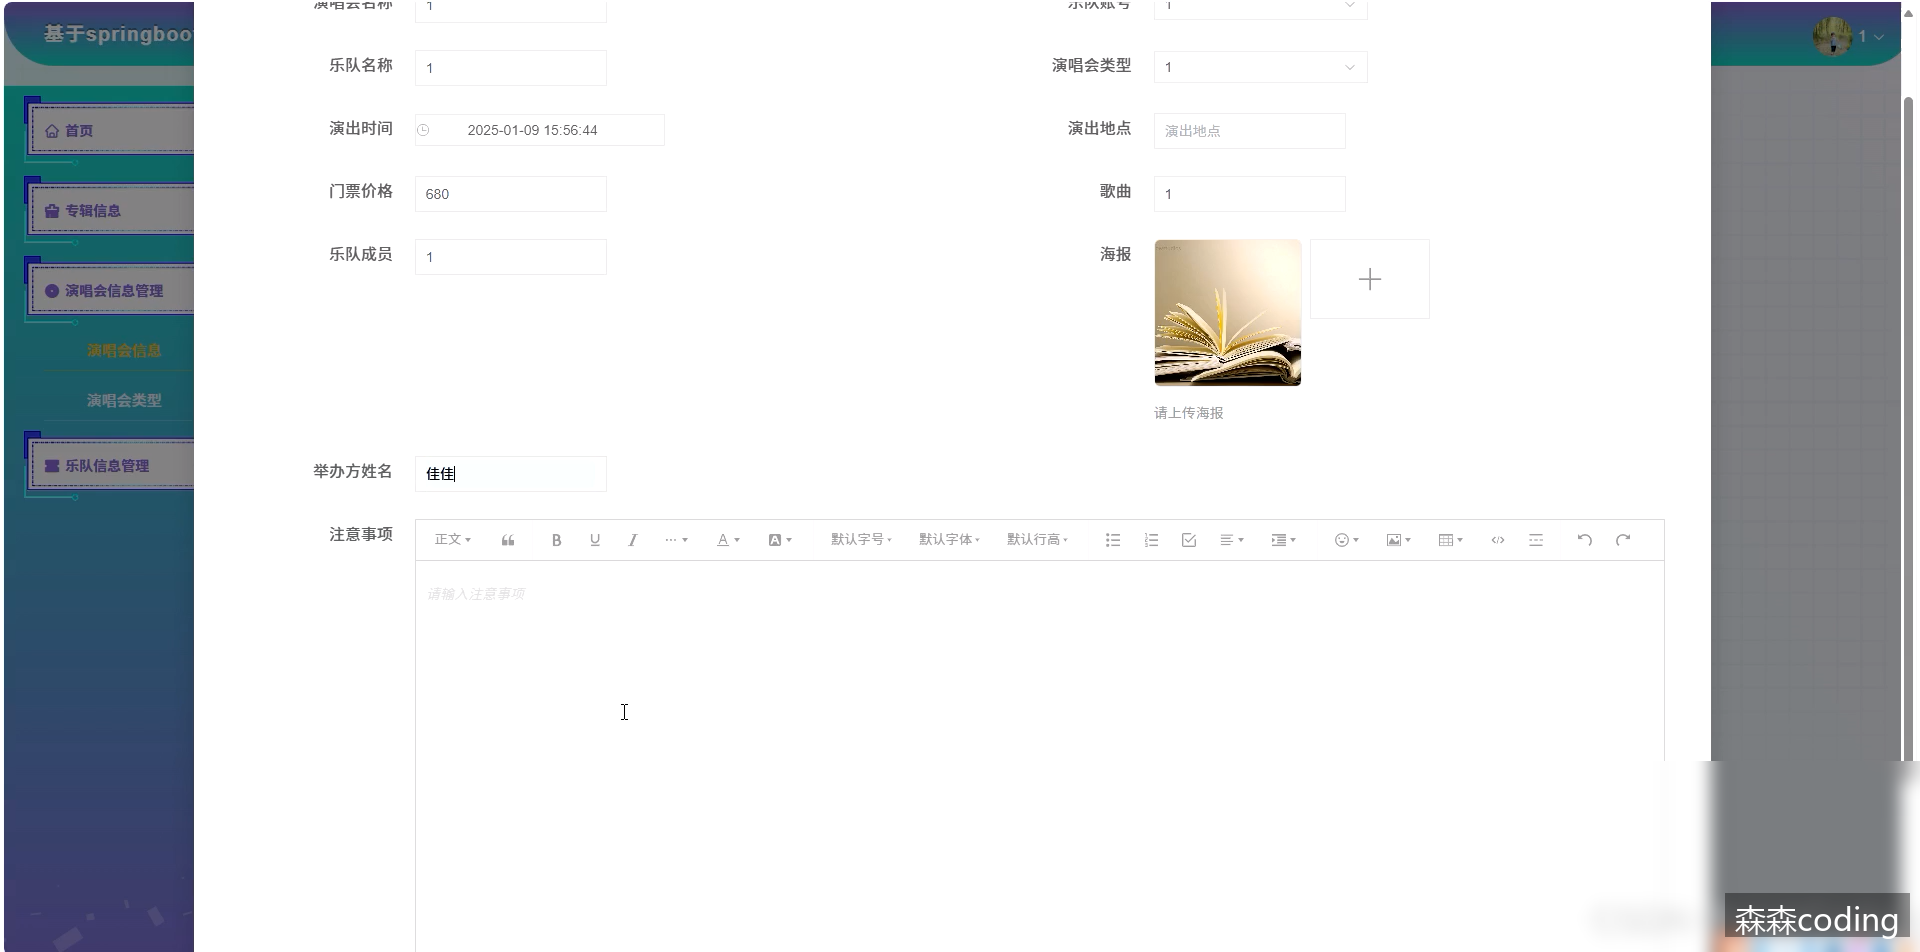 基于springboo
1
首页
专辑信息
演唱会信息管理
演唱会信息
演唱会类型
乐队信息管理
演唱会名称 1
乐队账号 1
乐队名称 1
演唱会类型 1
演出时间 2025-01-09 15:56:44
演出地点 演出地点
门票价格 680
歌曲 1
乐队成员 1
海报
请上传海报
举办方姓名 佳佳
注意事项
正文 B U I ... A A 默认字号 默认字体 默认行高
请输入注意事项
森森coding